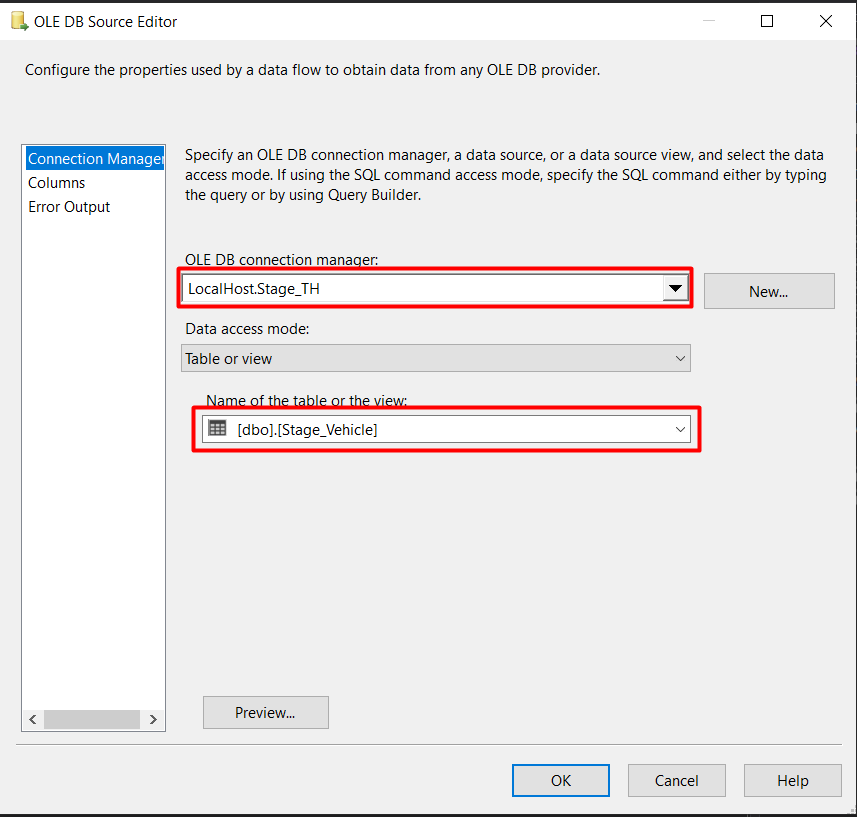 OLE DB Source Editor
Configure the properties used by a data flow to obtain data from any OLE DB provider.
Connection Manager
Columns
Error Output
Specify an OLE DB connection manager, a data source, or a data source view, and select the data
access mode. If using the SQL command access mode, specify the SQL command either by typing
the query or by using Query Builder.
OLE DB connection manager:
LocalHost.Stage_TH
New...
Data access mode:
Table or view
Name of the table or the view:
[dbo].[Stage_Vehicle]
Preview...
OK
Cancel
Help